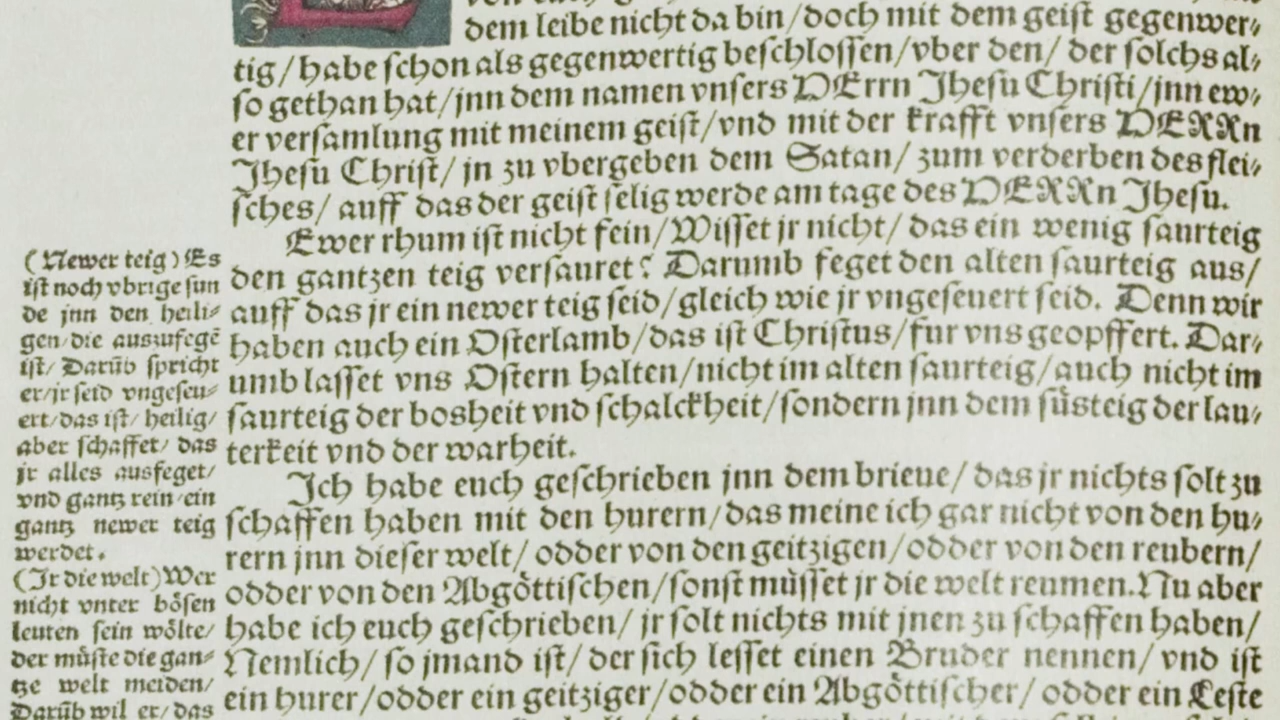 dem leibe nicht da bin/doch mit dem geist gegenwer⸗
tig/habe schon als gegenwertig beschlossen/vber den/ der solchs al⸗
so gethan hat/jnn dem namen vnsers HErrn Jhesu Christi/jnn ew⸗
er versamlung mit meinem geist/vnd mit der krafft vnsers HERRn
Jhesu Christ/ jn zu vbergeben dem Satan/ zum verderben des flei⸗
sches/ auff das der geist selig werde am tage des HERRn Jhesu.
Ewer rhum ist nicht fein/Wisset jr nicht/ das ein wenig saurteig
den gantzen teig versauret? Darumb feget den alten saurteig aus/
auff das jr ein newer teig seid/gleich wie jr vngeseuert seid. Denn wir
haben auch ein Osterlamb/das ist Christus/fur vns geopffert. Dar⸗
umb lasset vns Ostern halten/nicht im alten saurteig/auch nicht im
saurteig der bosheit vnd schalckheit/sondern jnn dem süsteig der lau⸗
terkeit vnd der warheit.
Ich habe euch geschrieben jnn dem brieue/das jr nichts solt zu
schaffen haben mit den hurern/das meine ich gar nicht von den hu⸗
rern jnn dieser welt/ odder von den geitzigen/odder von den reubern/
odder von den Abgöttischen/sonst müsset jr die welt reumen. Nu aber
habe ich euch geschrieben/ jr solt nichts mit jnen zu schaffen haben/
Nemlich/ so jmand ist/ der sich lesset einen Bruder nennen/ vnd ist
ein hurer/odder ein geitziger/odder ein Abgöttischer/ odder ein Leste
(Newer teig) Es
ist noch vbrige sun
de jnn den heili⸗
gen/die auszufegē
ist/ Darūb spricht
er/jr seid vngeseu⸗
ert/das ist/ heilig/
aber schaffet/ das
jr alles ausfeget/
vnd gantz rein/ein
gantz newer teig
werdet.
(Jr die welt) Wer
nicht vnter bösen
leuten sein wölte/
der müste die gan⸗
tze welt meiden/
Darūb wil er/das